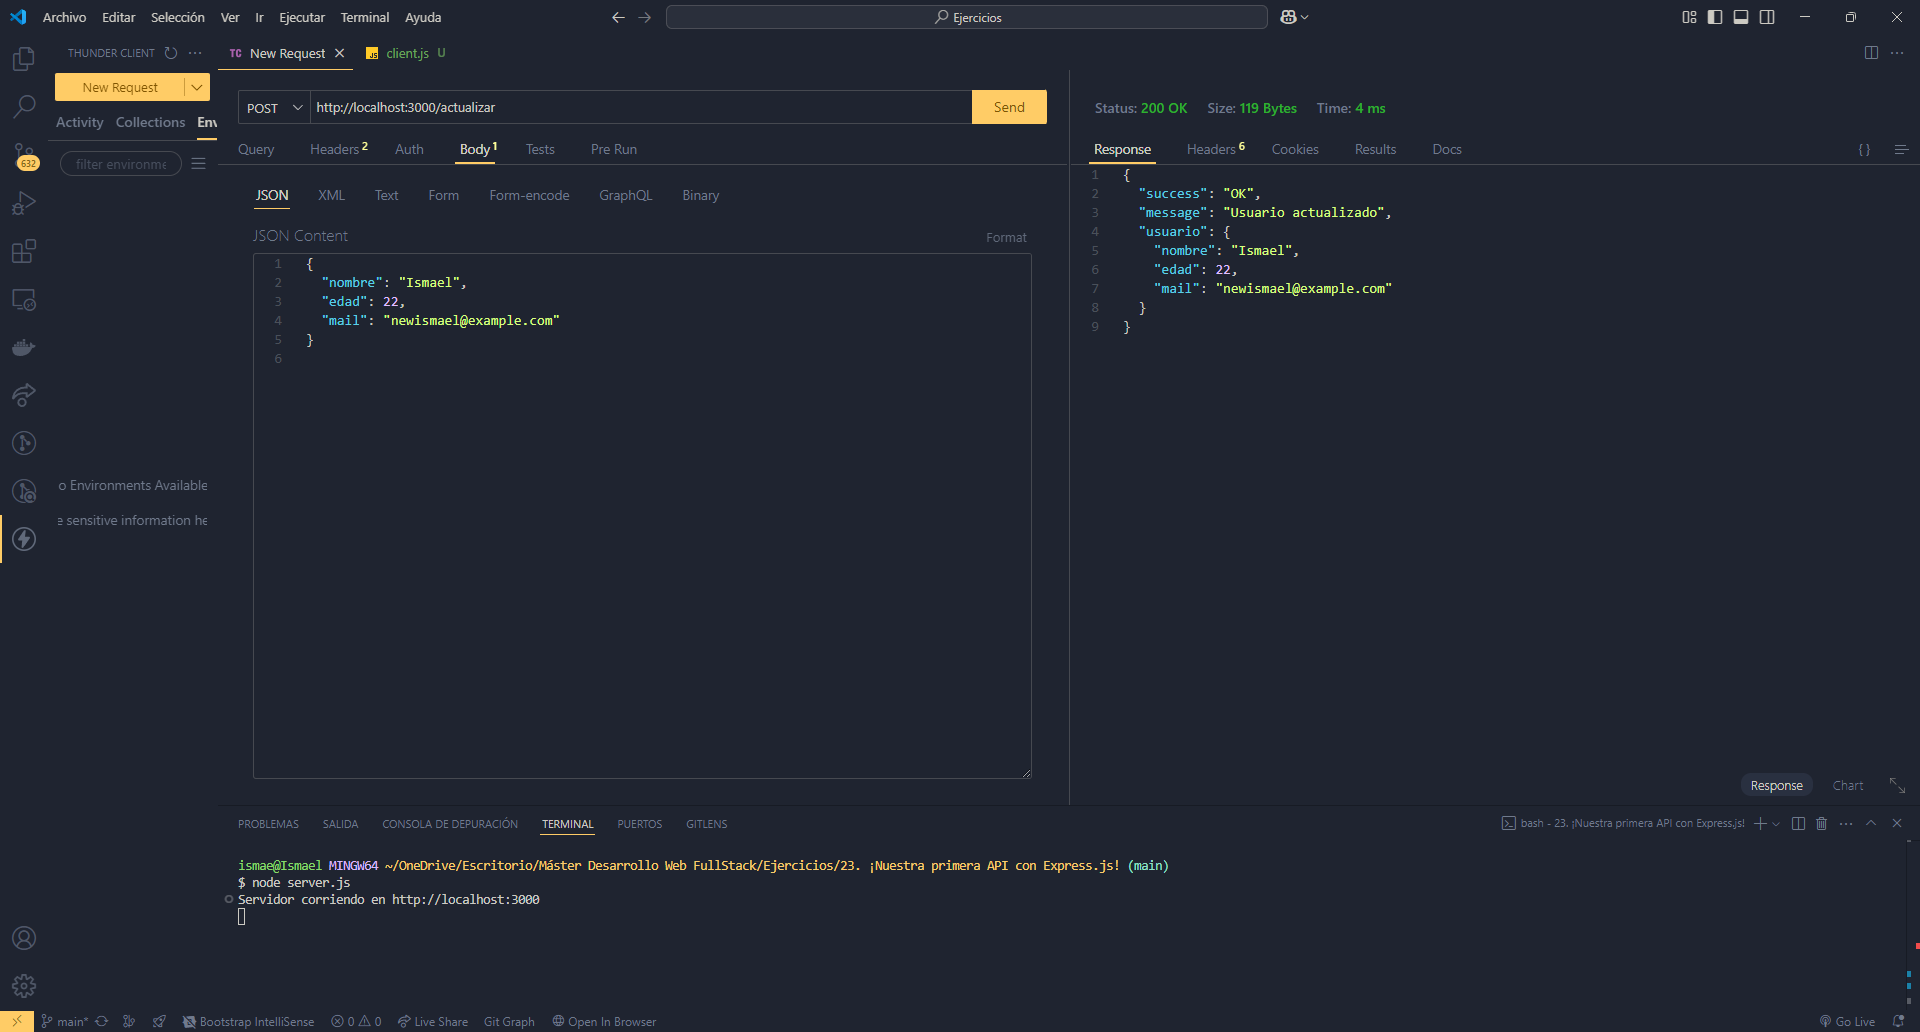 Archivo Editar Selección Ver Ir Ejecutar Terminal Ayuda
Ejercicios
THUNDER CLIENT
New Request
Activity Collections Env
filter environme
o Environments Available
e sensitive information he
632
TC New Request
JS client.js U
POST http://localhost:3000/actualizar Send
Query Headers 2 Auth Body 1 Tests Pre Run
JSON XML Text Form Form-encode GraphQL Binary
JSON Content Format
1 {
2 "nombre": "Ismael",
3 "edad": 22,
4 "mail": "newismael@example.com"
5 }
6
Status: 200 OK Size: 119 Bytes Time: 4 ms
Response Headers 6 Cookies Results Docs { }
1 {
2 "success": "OK",
3 "message": "Usuario actualizado",
4 "usuario": {
5 "nombre": "Ismael",
6 "edad": 22,
7 "mail": "newismael@example.com"
8 }
9 }
Response Chart
PROBLEMAS SALIDA CONSOLA DE DEPURACIÓN TERMINAL PUERTOS GITLENS
bash - 23. ¡Nuestra primera API con Express.js!
ismae@Ismael MINGW64 ~/OneDrive/Escritorio/Máster Desarrollo Web FullStack/Ejercicios/23. ¡Nuestra primera API con Express.js! (main)
$ node server.js
Servidor corriendo en http://localhost:3000
main* Bootstrap IntelliSense 0 0 Live Share Git Graph Open In Browser Go Live